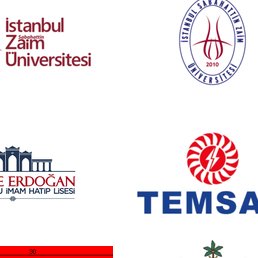 İstanbul
Sabahattin
Zaim
Üniversitesi
İSTANBUL SABAHATTİN ZAİM
2010
ÜNİVERSİTESİ
E ERDOĞAN
U İMAM HATİP LİSESİ
TEMSA